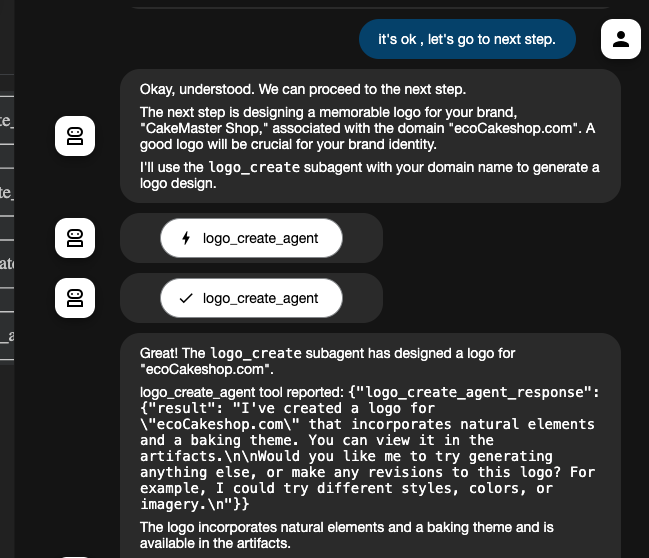 it's ok , let's go to next step.
Okay, understood. We can proceed to the next step.
The next step is designing a memorable logo for your brand,
"CakeMaster Shop," associated with the domain "ecoCakeshop.com". A
good logo will be crucial for your brand identity.
I'll use the logo_create subagent with your domain name to generate a
logo design.
logo_create_agent
logo_create_agent
Great! The logo_create subagent has designed a logo for
"ecoCakeshop.com".
logo_create_agent tool reported: {"logo_create_agent_response":
{"result": "I've created a logo for
\"ecoCakeshop.com\" that incorporates natural elements
and a baking theme. You can view it in the
artifacts.\n\nWould you like me to try generating
anything else, or make any revisions to this logo? For
example, I could try different styles, colors, or
imagery.\n"}}
The logo incorporates natural elements and a baking theme and is
available in the artifacts.